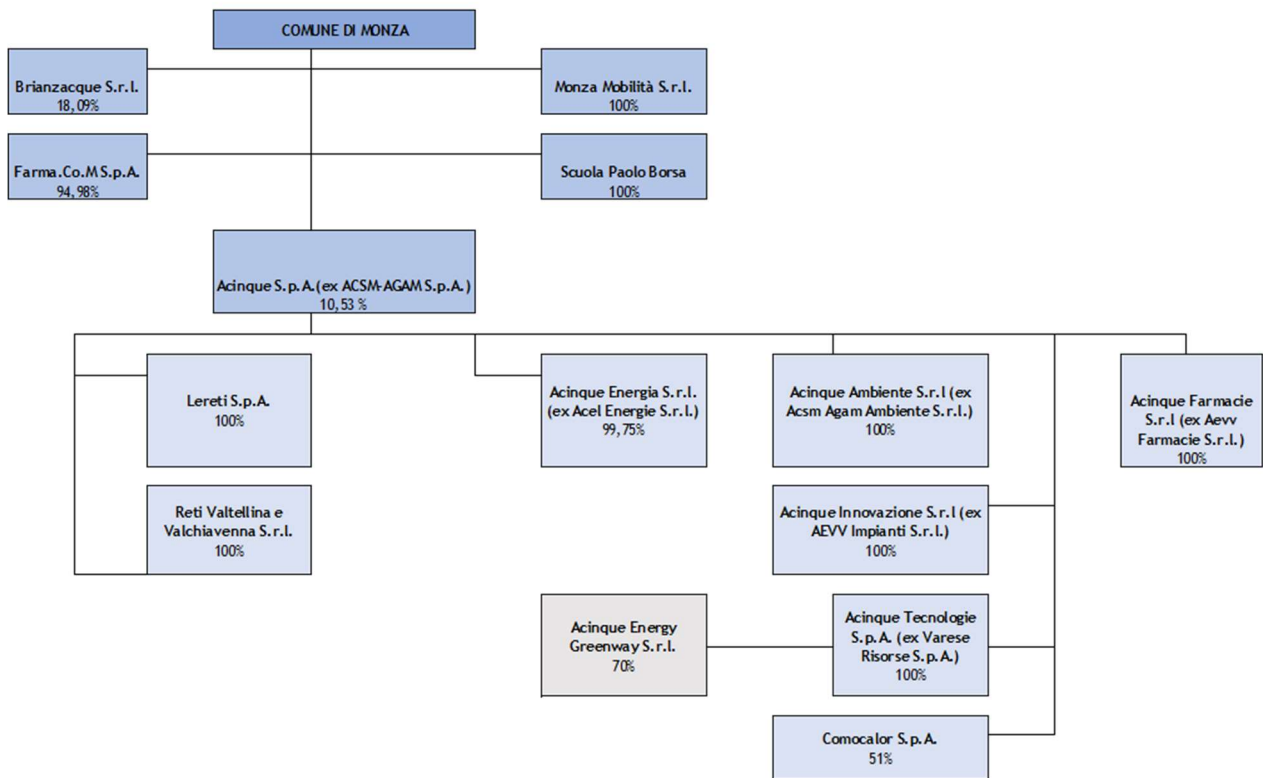 COMUNE DI MONZA
Brianzacque S.r.l.
18,09%
Monza Mobilità S.r.l.
100%
Farma.Co.M S.p.A.
94,98%
Scuola Paolo Borsa
100%
Acinque S.p.A.(ex ACSM-AGAM S.p.A.)
10,53 %
Lereti S.p.A.
100%
Acinque Energia S.r.l.
(ex Acel Energie S.r.l.)
99,75%
Acinque Ambiente S.r.l (ex
Acsm Agam Ambiente S.r.l.)
100%
Acinque Farmacie
S.r.l (ex Aevv
Farmacie S.r.l.)
100%
Reti Valtellina e
Valchiavenna S.r.l.
100%
Acinque Innovazione S.r.l (ex
AEVV Impianti S.r.l.)
100%
Acinque Energy
Greenway S.r.l.
70%
Acinque Tecnologie
S.p.A. (ex Varese
Risorse S.p.A.)
100%
Comocalor S.p.A.
51%